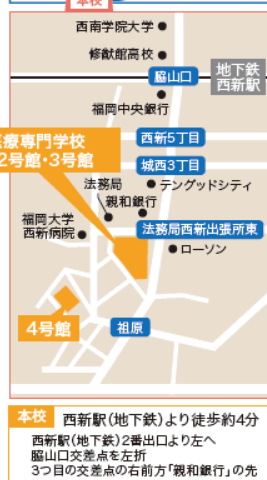 本校
西南学院大学
修猷館高校
脇山口
地下鉄
西新駅
福岡中央銀行
西新5丁目
医療専門学校
2号館・3号館
城西3丁目
法務局
テングッドシティ
親和銀行
福岡大学
西新病院
法務局西新出張所東
ローソン
4号館
祖原
本校 西新駅(地下鉄)より徒歩約4分
西新駅(地下鉄)2番出口より左へ
脇山口交差点を左折
3つ目の交差点の右前方「親和銀行」の先